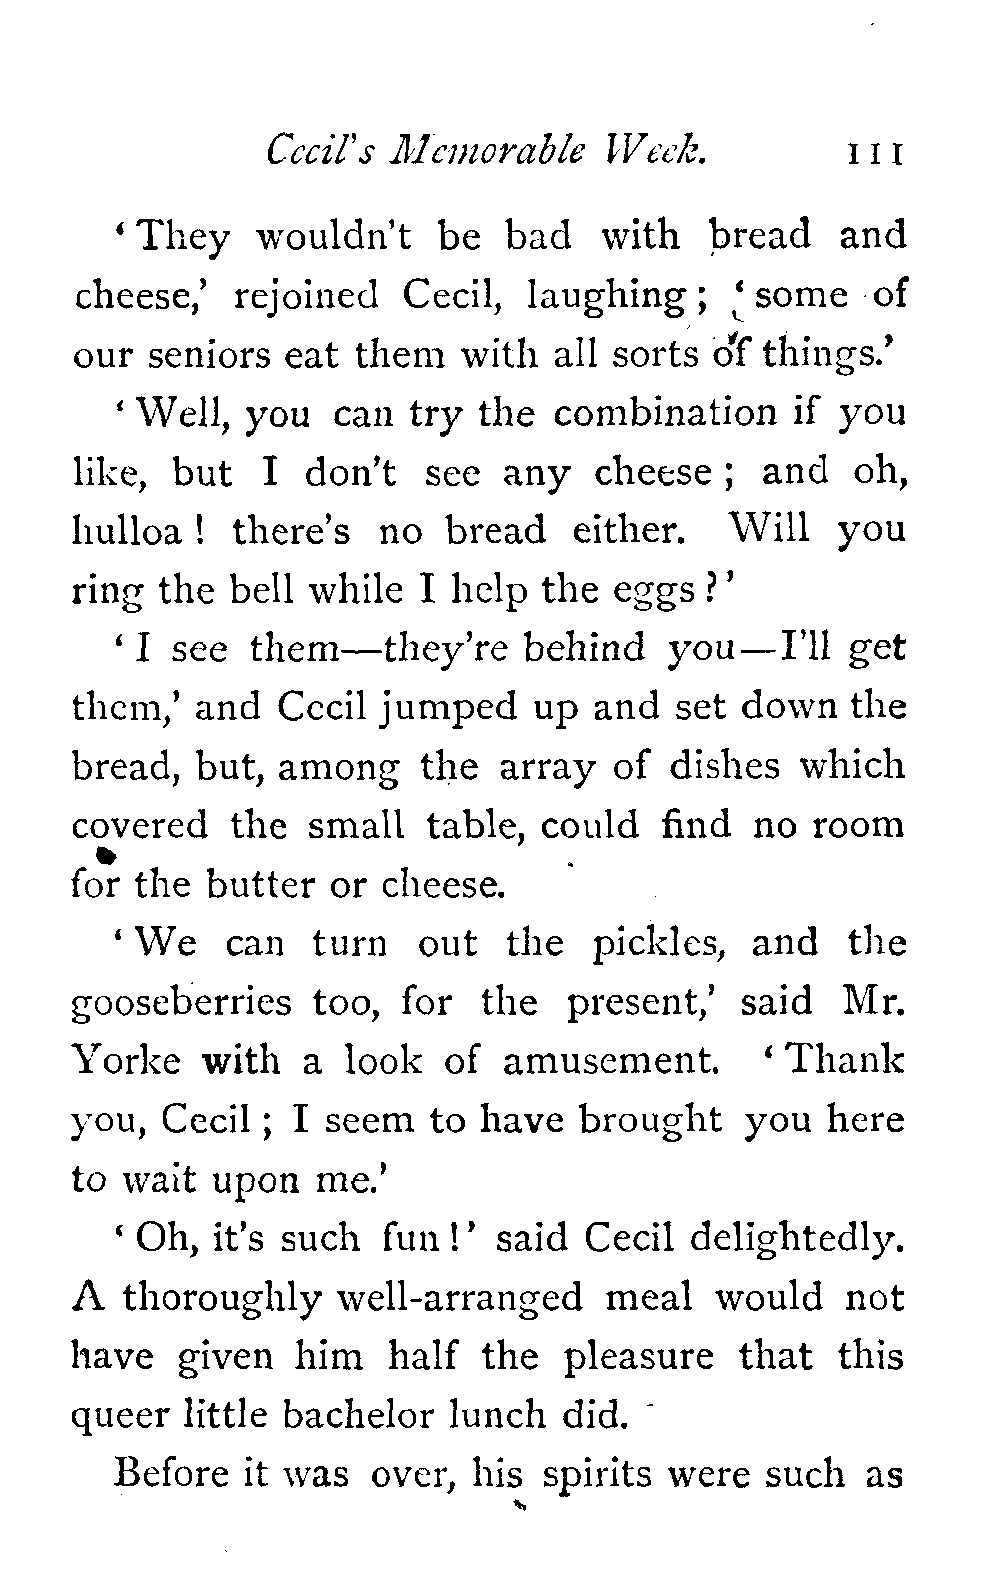 Cecil's Memorable Week. 111
‘They wouldn't be bad with bread and
cheese,’ rejoined Cecil, laughing; ‘some of
our seniors eat them with all sorts of things.’
‘Well, you can try the combination if you
like, but I don't see any cheese; and oh,
hulloa! there's no bread either. Will you
ring the bell while I help the eggs?’
‘I see them—they're behind you—I'll get
them,’ and Cecil jumped up and set down the
bread, but, among the array of dishes which
covered the small table, could find no room
for the butter or cheese.
‘We can turn out the pickles, and the
gooseberries too, for the present,’ said Mr.
Yorke with a look of amusement. ‘Thank
you, Cecil; I seem to have brought you here
to wait upon me.’
‘Oh, it's such fun!’ said Cecil delightedly.
A thoroughly well-arranged meal would not
have given him half the pleasure that this
queer little bachelor lunch did.
Before it was over, his spirits were such as